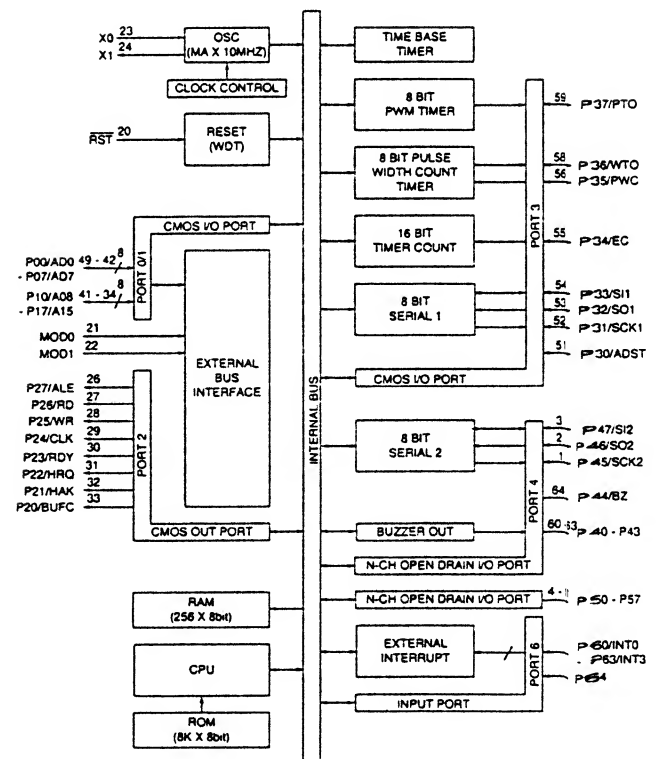 X0 23
X1 24
OSC
(MA X 10MHZ)
CLOCK CONTROL
RST 20
RESET
(WDT)
CMOS I/O PORT
PORT 0/1
P00/AD0 49 - 42 8
- P07/AD7
P10/A08 41 - 34 8
- P17/A15
MOD0 21
MOD1 22
EXTERNAL
BUS
INTERFACE
P27/ALE 26
P26/RD 27
P25/WR 28
P24/CLK 29
P23/RDY 30
P22/HRQ 31
P21/HAK 32
P20/BUFC 33
PORT 2
CMOS OUT PORT
RAM
(256 X 8bit)
CPU
ROM
(8K X 8bit)
INTERNAL BUS
TIME BASE
TIMER
8 BIT
PWM TIMER
59 P37/PTO
8 BIT PULSE
WIDTH COUNT
TIMER
58 P36/WTO
56 P35/PWC
PORT 3
16 BIT
TIMER COUNT
55 P34/EC
8 BIT
SERIAL 1
54 P33/SI1
53 P32/SO1
52 P31/SCK1
51 P30/ADST
CMOS I/O PORT
8 BIT
SERIAL 2
3 P47/SI2
2 P46/SO2
1 P45/SCK2
PORT 4
64 P44/BZ
BUZZER OUT
60 - 63 P40 - P43
N-CH OPEN DRAIN I/O PORT
N-CH OPEN DRAIN I/O PORT
4 - 11 P50 - P57
EXTERNAL
INTERRUPT
PORT 6
P60/INT0
- P63/INT3
P64
INPUT PORT